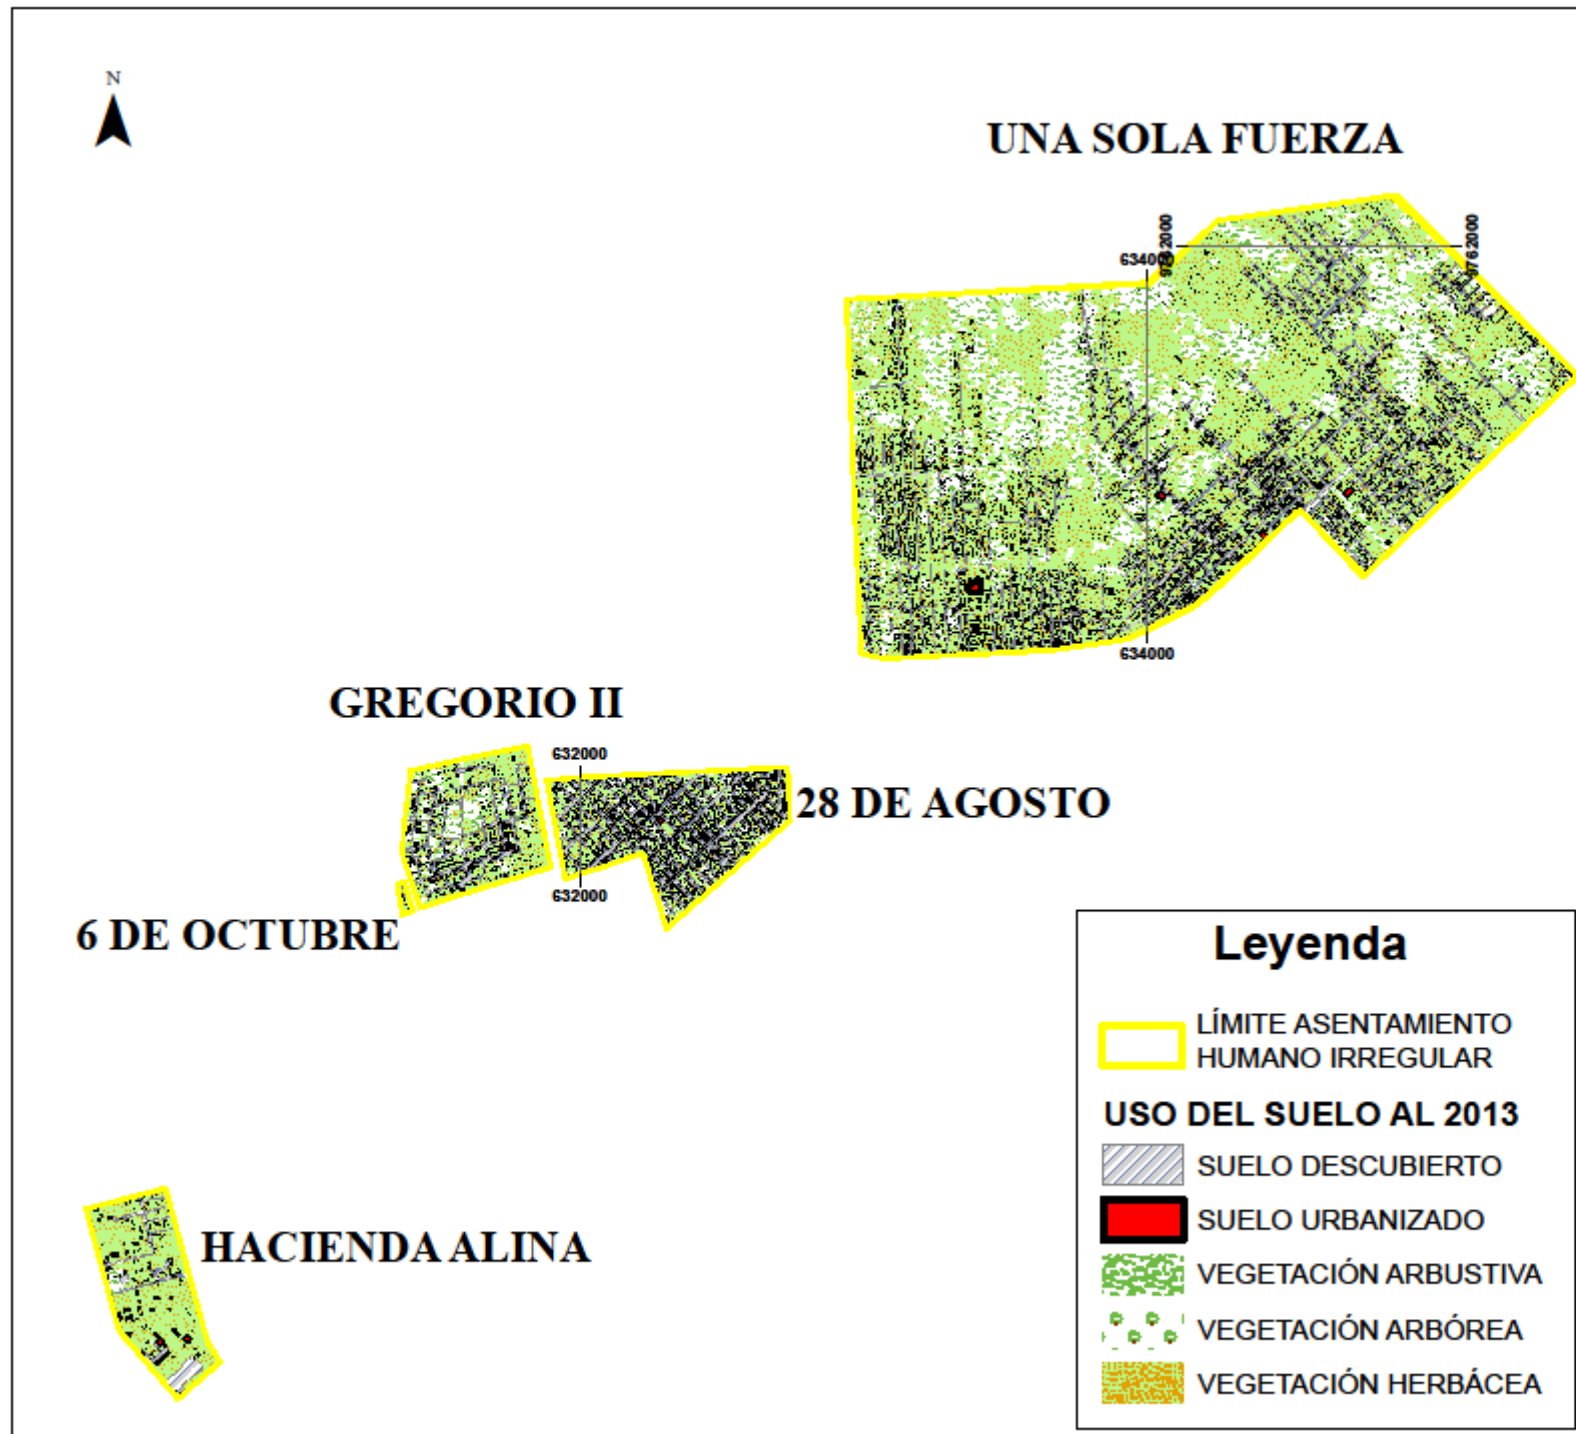 N
UNA SOLA FUERZA
9762000
9762000
634000
634000
GREGORIO II
632000
28 DE AGOSTO
632000
6 DE OCTUBRE
HACIENDA ALINA
Leyenda
LÍMITE ASENTAMIENTO
HUMANO IRREGULAR
USO DEL SUELO AL 2013
SUELO DESCUBIERTO
SUELO URBANIZADO
VEGETACIÓN ARBUSTIVA
VEGETACIÓN ARBÓREA
VEGETACIÓN HERBÁCEA